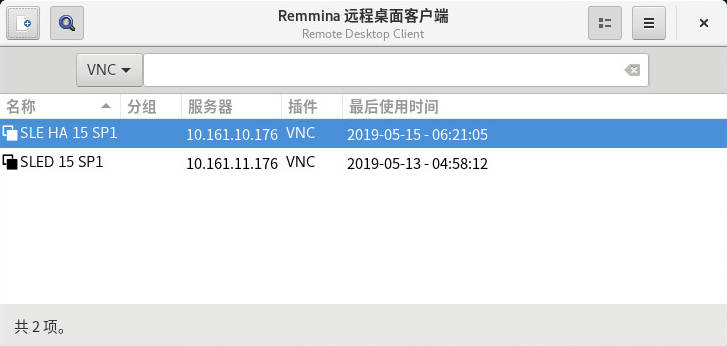 Remmina 远程桌面客户端
Remote Desktop Client
VNC
名称 分组 服务器 插件 最后使用时间
SLE HA 15 SP1 10.161.10.176 VNC 2019-05-15 - 06:21:05
SLED 15 SP1 10.161.11.176 VNC 2019-05-13 - 04:58:12
共 2 项。